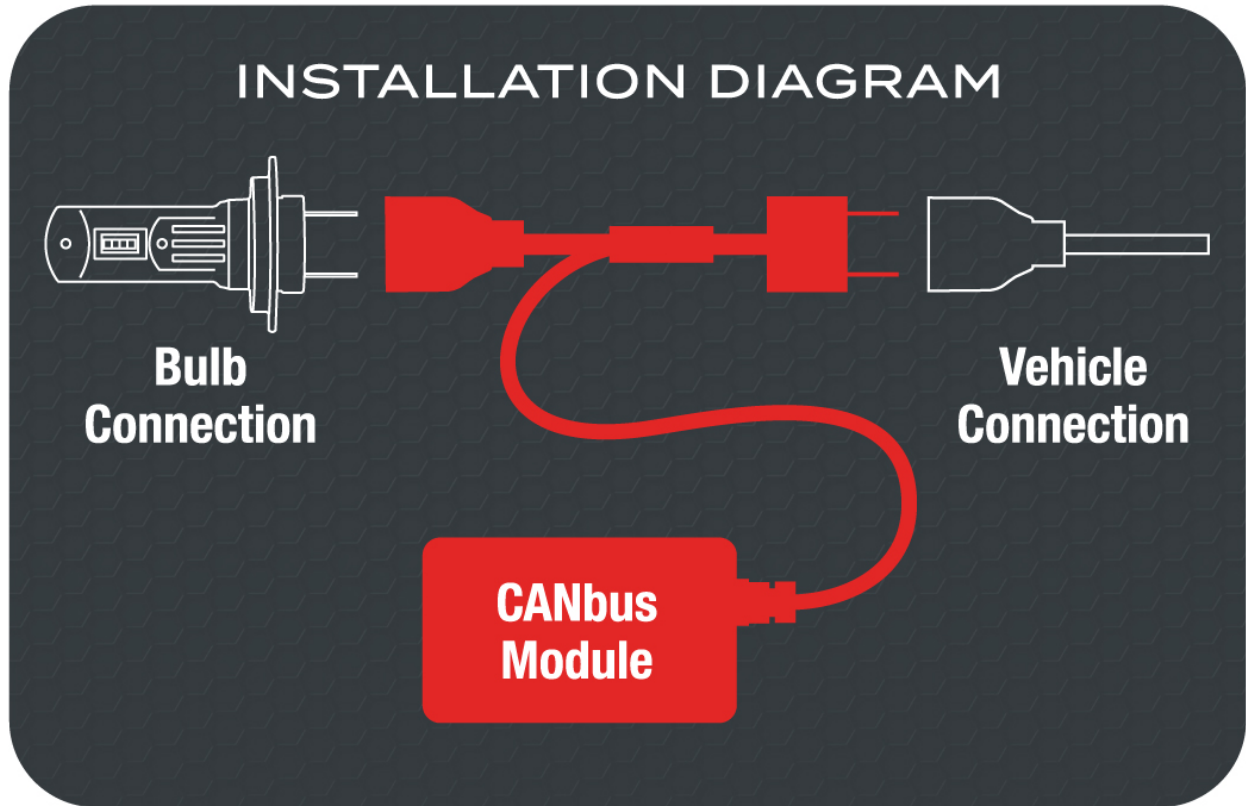 INSTALLATION DIAGRAM
Bulb
Connection
Vehicle
Connection
CANbus
Module